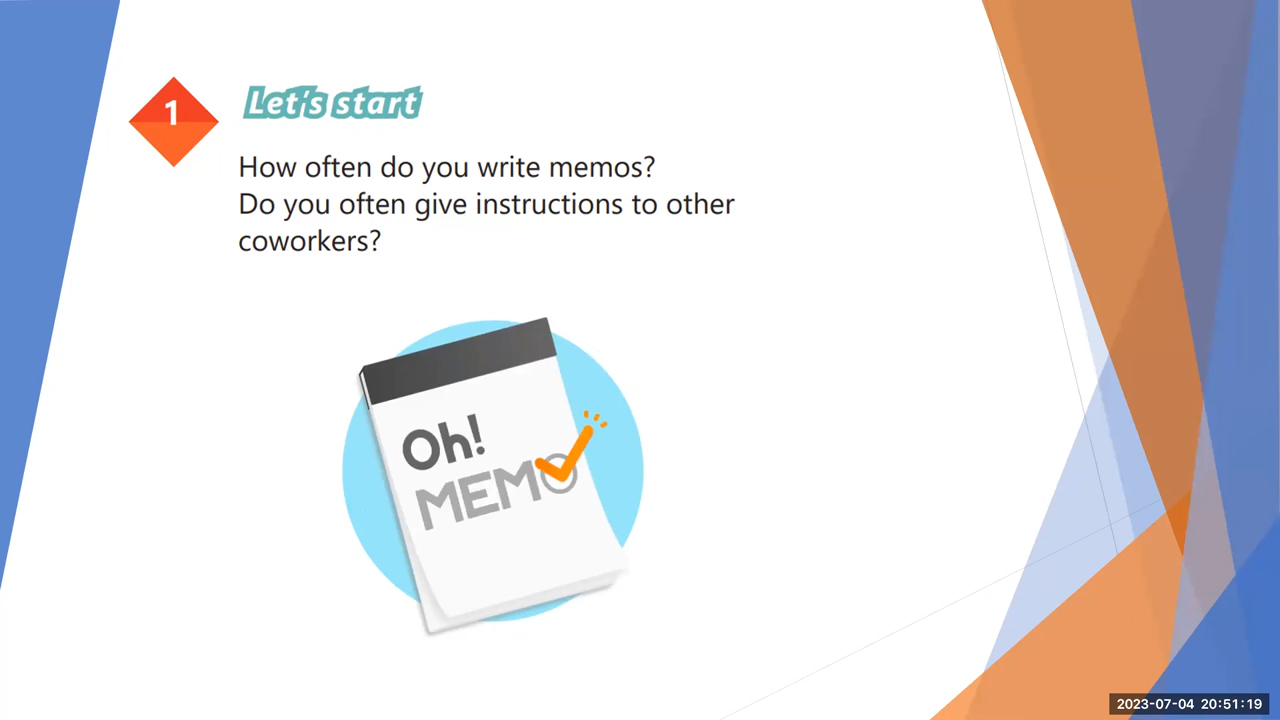 1
Let's start
How often do you write memos?
Do you often give instructions to other
coworkers?
Oh!
MEMO
2023-07-04 20:51:19